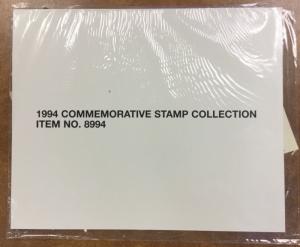 1994 COMMEMORATIVE STAMP COLLECTION
ITEM NO. 8994